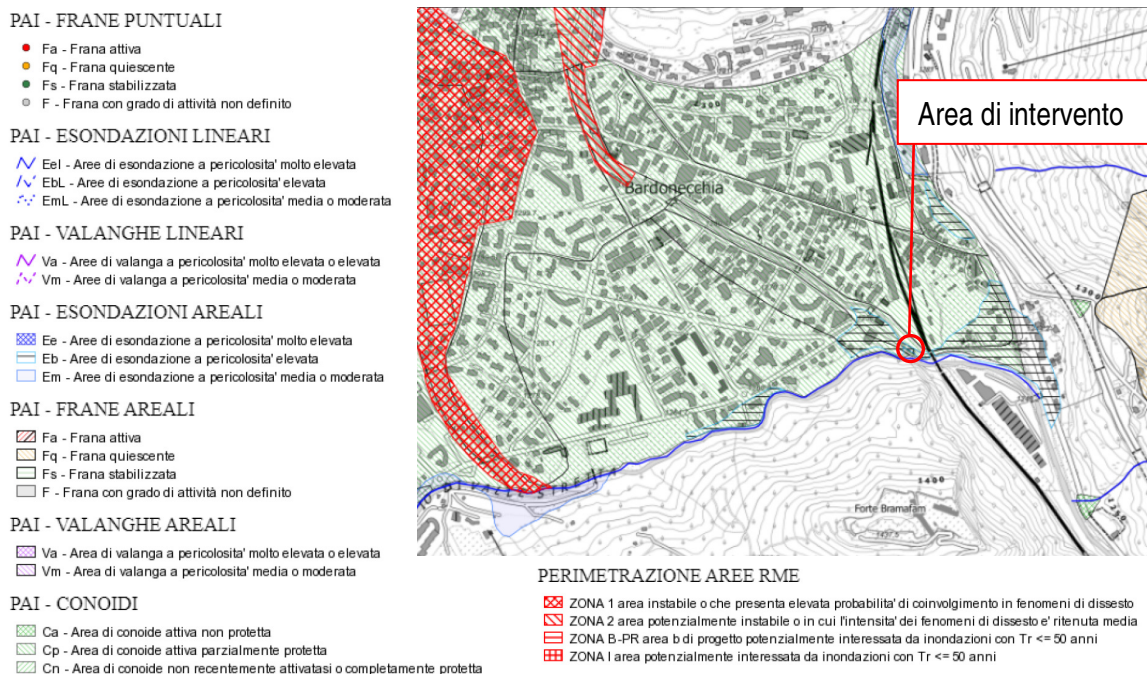 PAI - FRANE PUNTUALI
Fa - Frana attiva
Fq - Frana quiescente
Fs - Frana stabilizzata
F - Frana con grado di attività non definito
PAI - ESONDAZIONI LINEARI
Eel - Aree di esondazione a pericolosita' molto elevata
EbL - Aree di esondazione a pericolosita' elevata
EmL - Aree di esondazione a pericolosita' media o moderata
PAI - VALANGHE LINEARI
Va - Aree di valanga a pericolosita' molto elevata o elevata
Vm - Aree di valanga a pericolosita' media o moderata
PAI - ESONDAZIONI AREALI
Ee - Area di esondazione a pericolosita' molto elevata
Eb - Area di esondazione a pericolosita' elevata
Em - Area di esondazione a pericolosita' media o moderata
PAI - FRANE AREALI
Fa - Frana attiva
Fq - Frana quiescente
Fs - Frana stabilizzata
F - Frana con grado di attività non definito
PAI - VALANGHE AREALI
Va - Area di valanga a pericolosita' molto elevata o elevata
Vm - Area di valanga a pericolosita' media o moderata
PAI - CONOIDI
Ca - Area di conoide attiva non protetta
Cp - Area di conoide attiva parzialmente protetta
Cn - Area di conoide non recentemente attivatasi o completamente protetta
Area di intervento
1300
Bardonecchia
1300
1400
Forte Bramafam
1350
PERIMETRAZIONE AREE RME
ZONA 1 area instabile o che presenta elevata probabilita' di coinvolgimento in fenomeni di dissesto
ZONA 2 area potenzialmente instabile o in cui l'intensita' dei fenomeni di dissesto e' ritenuta media
ZONA B-PR area b di progetto potenzialmente interessata da inondazioni con Tr <= 50 anni
ZONA I area potenzialmente interessata da inondazioni con Tr <= 50 anni